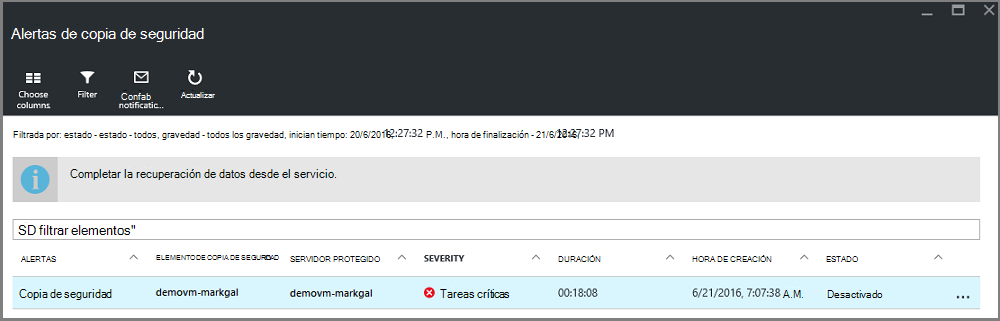 Alertas de copia de seguridad
Choose columns
Filter
Confab notificatic...
Actualizar
Filtrada por: estado - estado - todos, gravedad - todos los gravedad, inician tiempo: 20/6/2016, 12:27:32 P.M., hora de finalización - 21/6/2016, 12:27:32 PM
Completar la recuperación de datos desde el servicio.
SD filtrar elementos"
ALERTAS ELEMENTO DE COPIA DE SEGURIDAD SERVIDOR PROTEGIDO SEVERITY DURACIÓN HORA DE CREACIÓN ESTADO
Copia de seguridad demovm-markgal demovm-markgal Tareas críticas 00:18:08 6/21/2016, 7:07:38 A.M. Desactivado ...